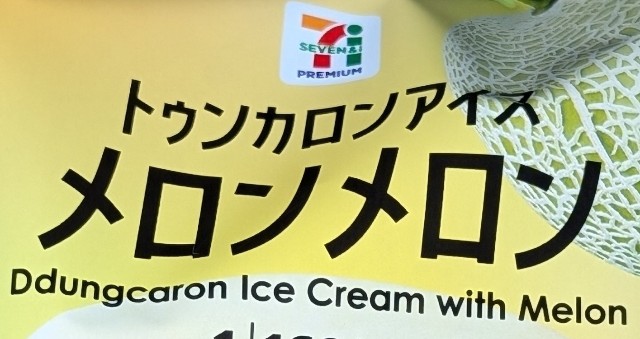 SEVEN&i
PREMIUM
トゥンカロンアイス
メロンメロン
Ddungcaron Ice Cream with Melon